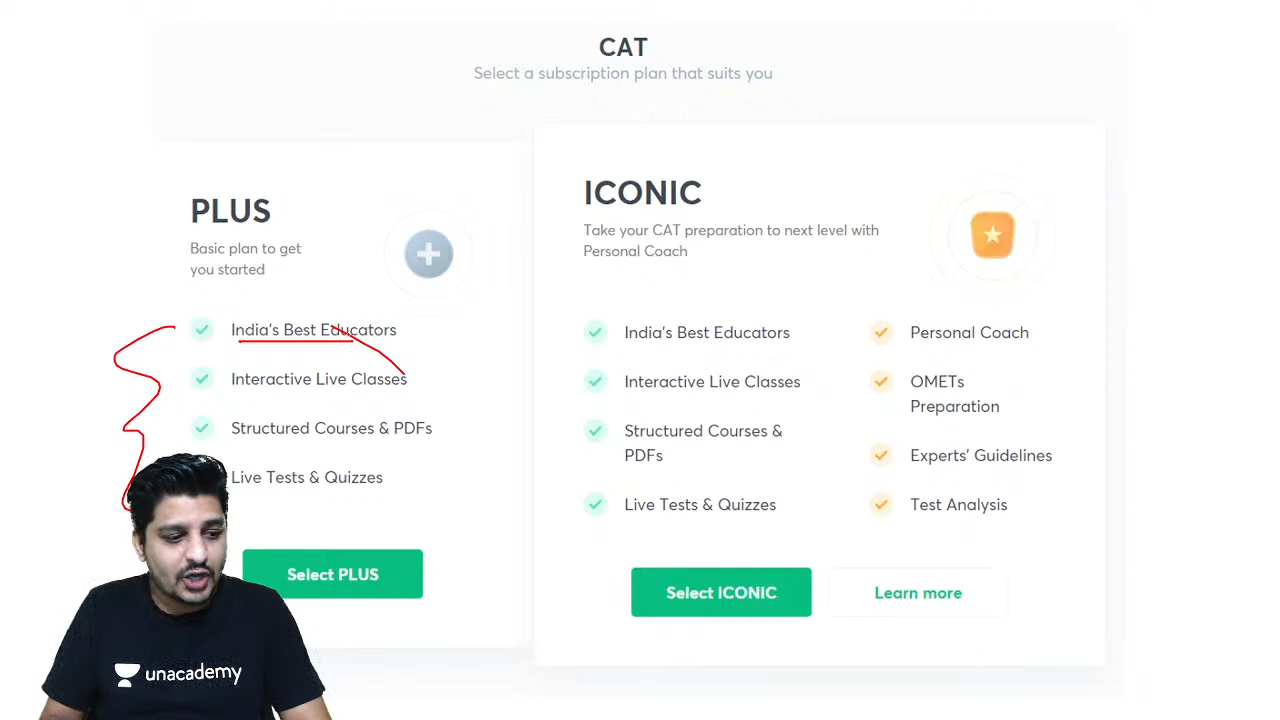 CAT
Select a subscription plan that suits you
PLUS
Basic plan to get
you started
India's Best Educators
Interactive Live Classes
Structured Courses & PDFs
Live Tests & Quizzes
Select PLUS
ICONIC
Take your CAT preparation to next level with
Personal Coach
India's Best Educators
Interactive Live Classes
Structured Courses &
PDFs
Live Tests & Quizzes
Personal Coach
OMETs
Preparation
Experts' Guidelines
Test Analysis
Select ICONIC
Learn more
unacademy